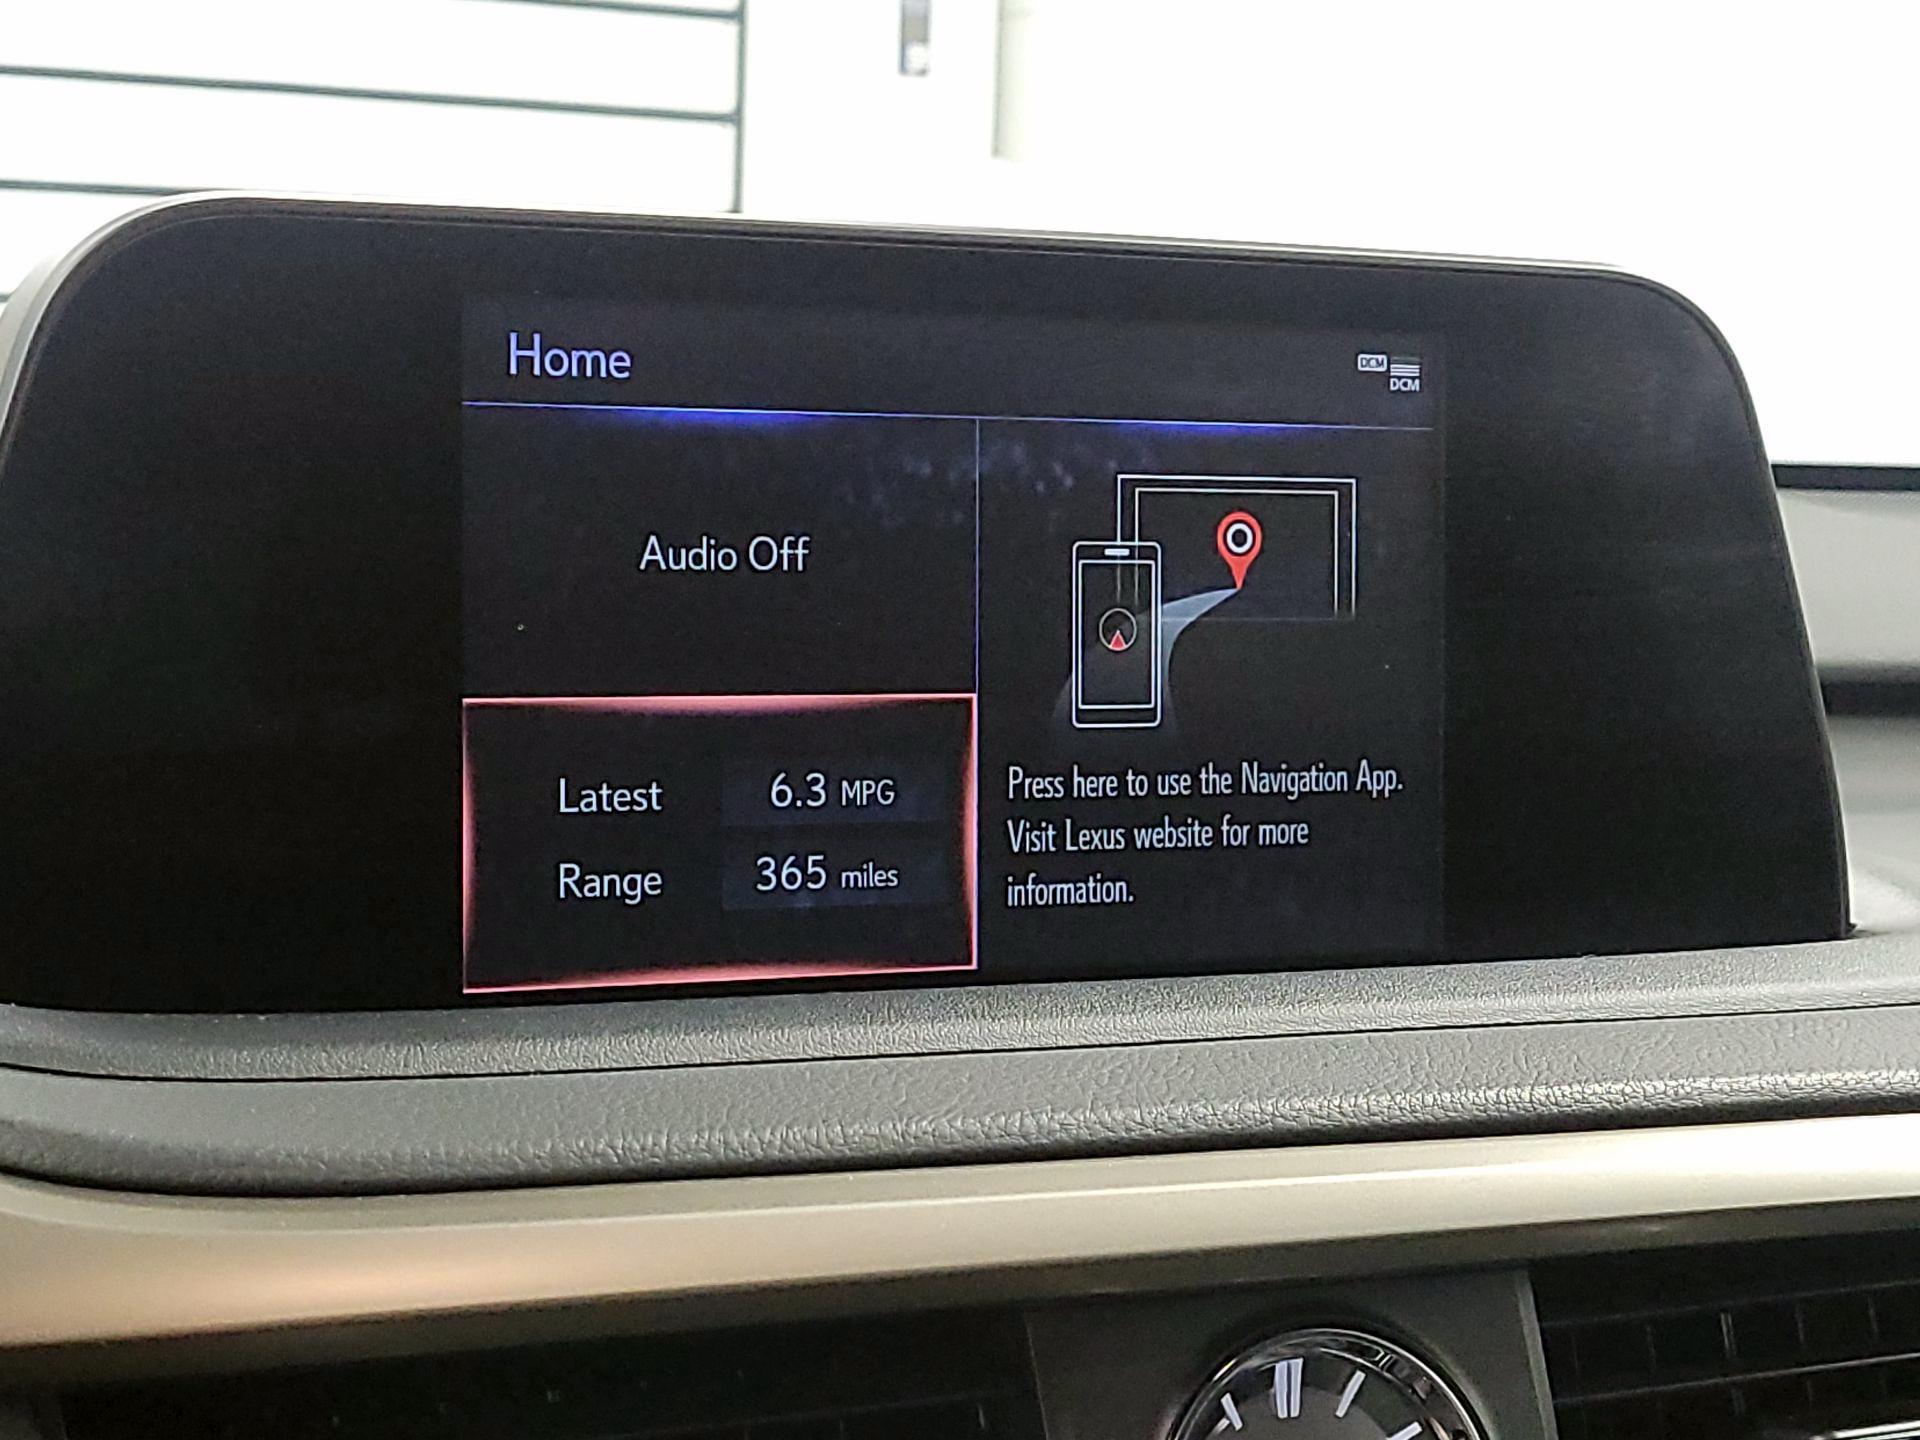 Home
DCM
DCM
Audio Off
Latest 6.3 MPG
Range 365 miles
Press here to use the Navigation App.
Visit Lexus website for more
information.